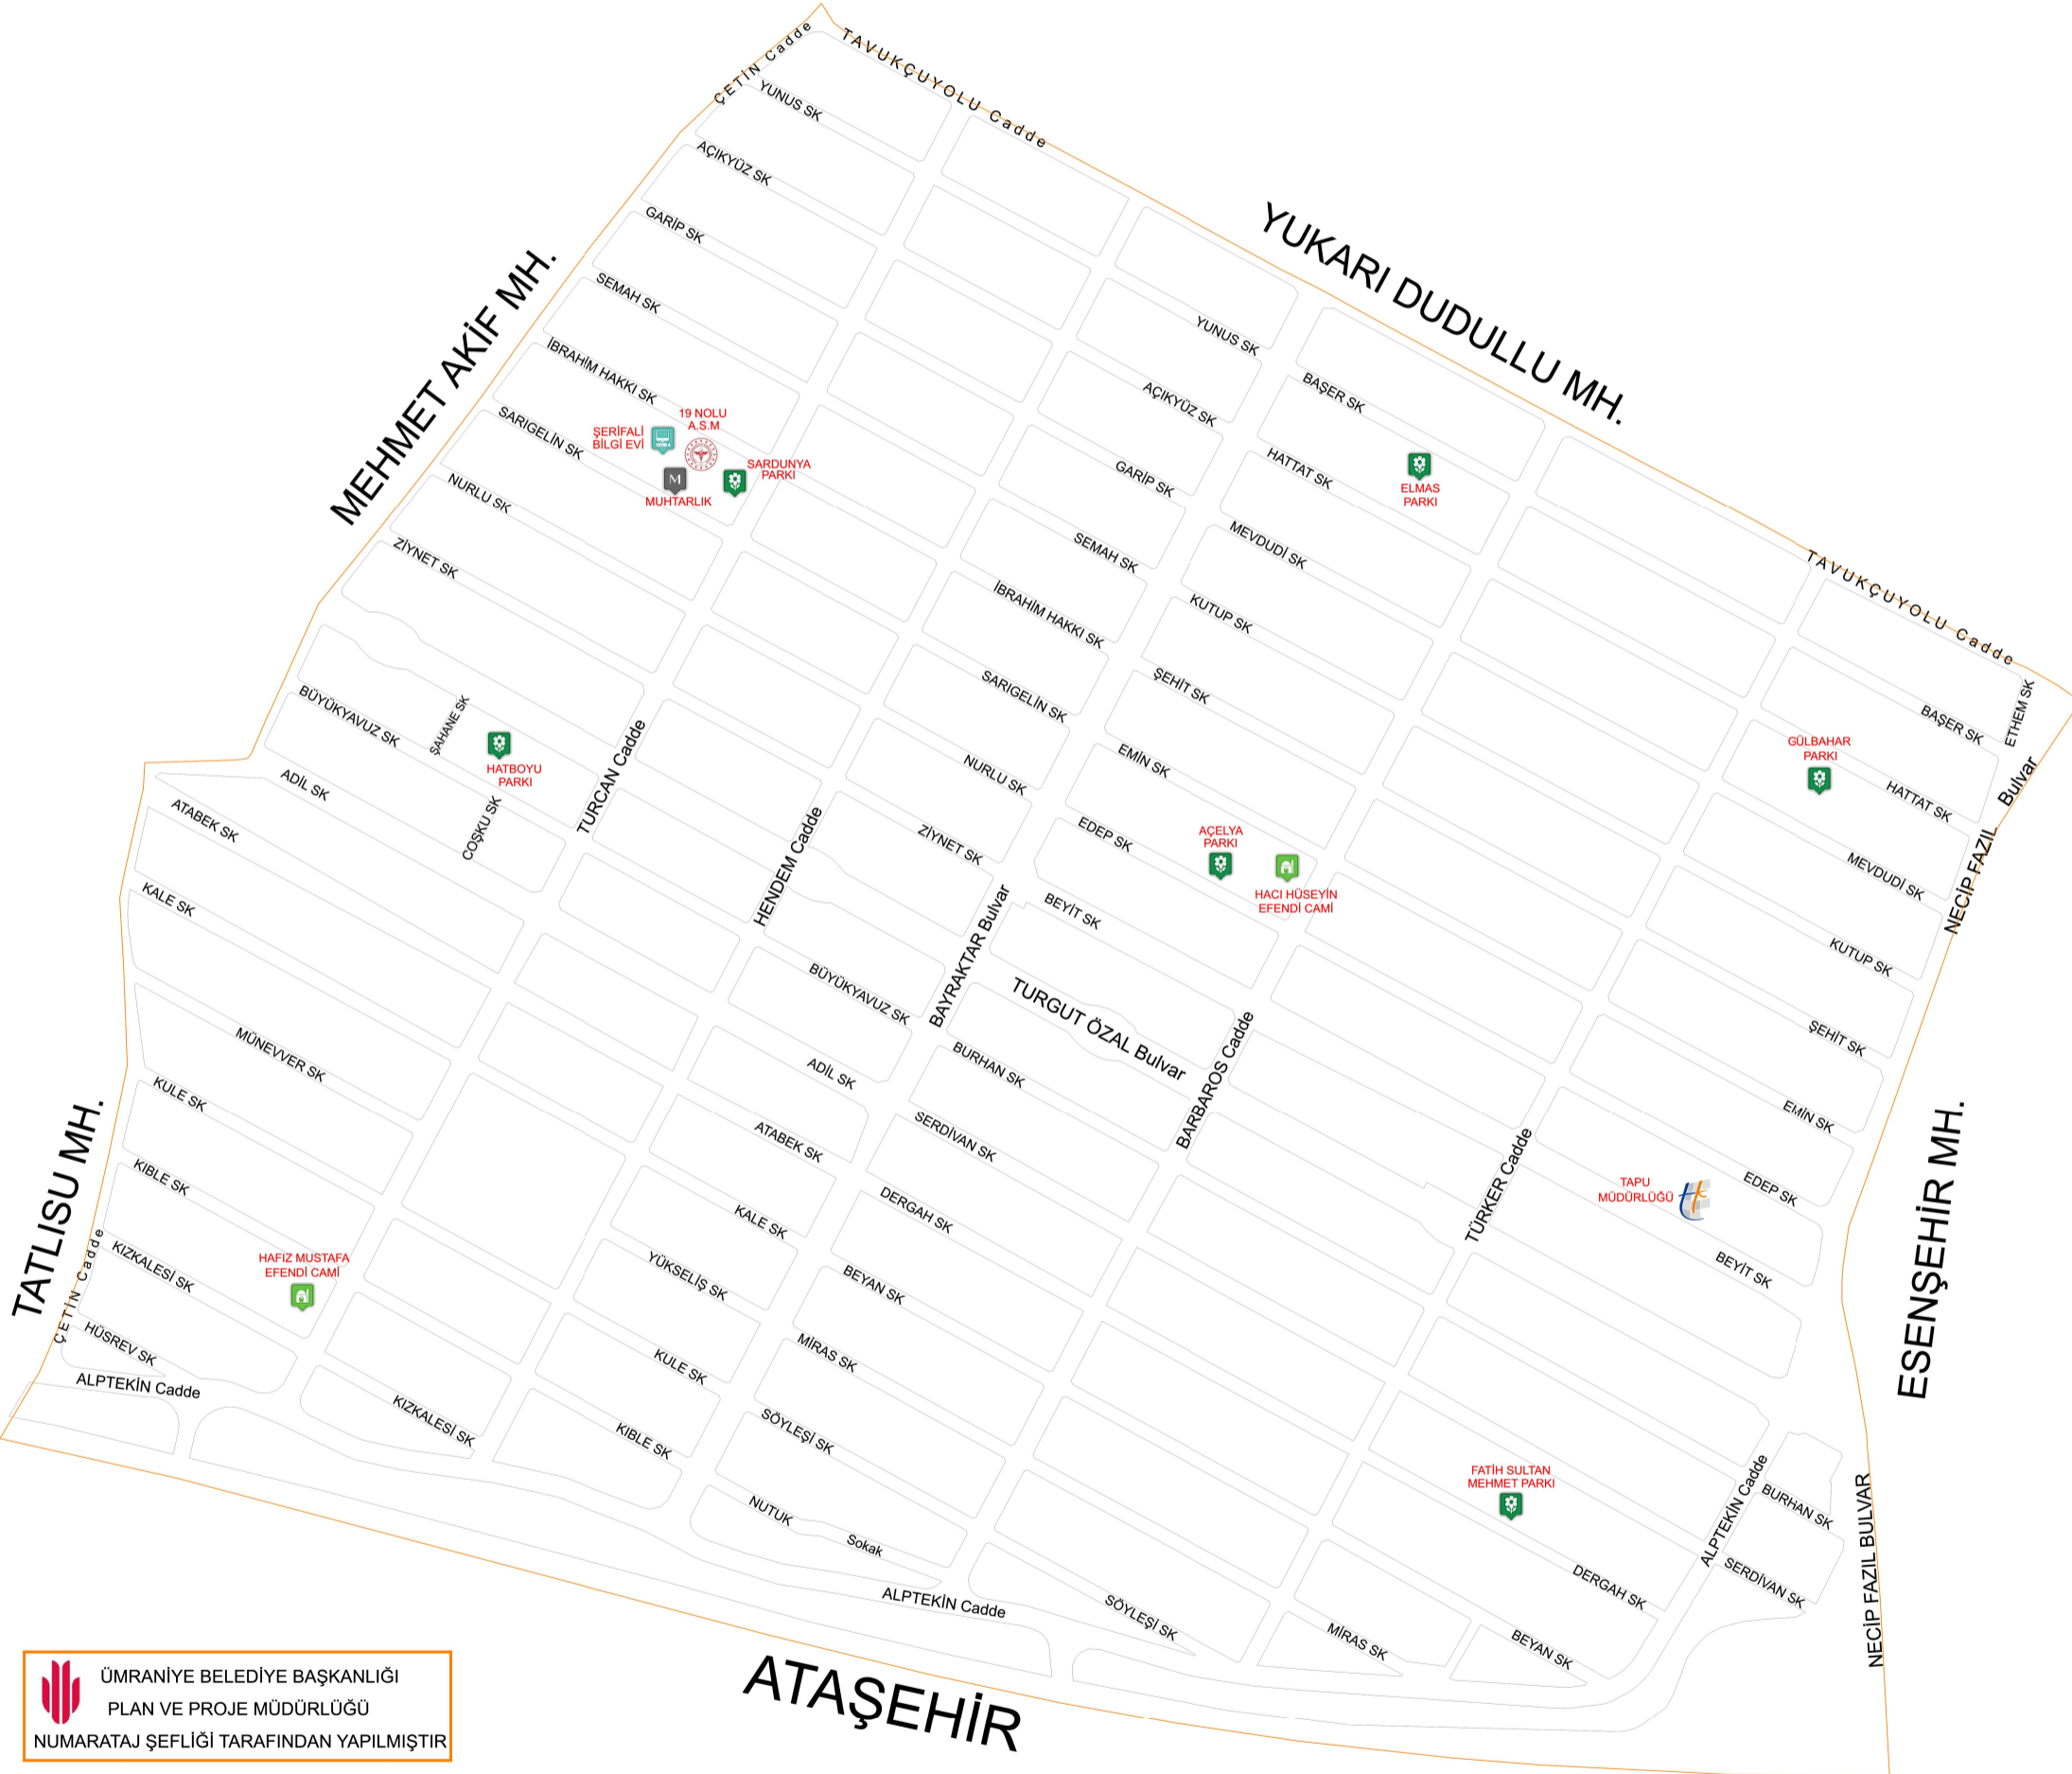 ÇETİN Cadde
TAVUKÇUYOLU Cadde
YUNUS SK
AÇIKYÜZ SK
GARİP SK
SEMAH SK
İBRAHİM HAKKI SK
SARIGELİN SK
NURLU SK
ZİYNET SK
MEHMET AKİF MH.
YUKARI DUDULLU MH.
19 NOLU
A.S.M
ŞERİFALİ
BİLGİ EVİ
M
MUHTARLIK
SARDUNYA
PARKI
YUNUS SK
AÇIKYÜZ SK
GARİP SK
SEMAH SK
İBRAHİM HAKKI SK
SARIGELİN SK
NURLU SK
ZİYNET SK
BAŞER SK
HATTAT SK
MEVDUDİ SK
KUTUP SK
ŞEHİT SK
EMİN SK
EDEP SK
BEYİT SK
ELMAS
PARKI
TAVUKÇUYOLU Cadde
ETHEM SK
BAŞER SK
GÜLBAHAR
PARKI
HATTAT SK
NECİP FAZIL Bulvar
MEVDUDİ SK
KUTUP SK
ŞEHİT SK
EMİN SK
EDEP SK
BEYİT SK
BÜYÜKYAVUZ SK
ŞAHANE SK
HATBOYU
PARKI
COŞKU SK
ADİL SK
ATABEK SK
KALE SK
TURCAN Cadde
HENDEM Cadde
BAYRAKTAR Bulvar
AÇELYA
PARKI
HACI HÜSEYİN
EFENDİ CAMİ
TURGUT ÖZAL Bulvar
BARBAROS Cadde
TÜRKER Cadde
TAPU
MÜDÜRLÜĞÜ
BÜYÜKYAVUZ SK
ADİL SK
ATABEK SK
KALE SK
YÜKSELİŞ SK
KULE SK
KIBLE SK
BURHAN SK
SERDİVAN SK
DERGAH SK
BEYAN SK
MİRAS SK
SÖYLEŞİ SK
NUTUK
Sokak
MÜNEVVER SK
KULE SK
KIBLE SK
KIZKALESİ SK
HÜSREV SK
TATLISU MH.
ÇETİN Cadde
HAFIZ MUSTAFA
EFENDİ CAMİ
ALPTEKİN Cadde
KIZKALESİ SK
ALPTEKİN Cadde
SÖYLEŞİ SK
MİRAS SK
BEYAN SK
DERGAH SK
FATİH SULTAN
MEHMET PARKI
ALPTEKİN Cadde
BURHAN SK
SERDİVAN SK
NECİP FAZIL BULVAR
ESENŞEHİR MH.
ATAŞEHİR
ÜMRANİYE BELEDİYE BAŞKANLIĞI
PLAN VE PROJE MÜDÜRLÜĞÜ
NUMARATAJ ŞEFLİĞİ TARAFINDAN YAPILMIŞTIR